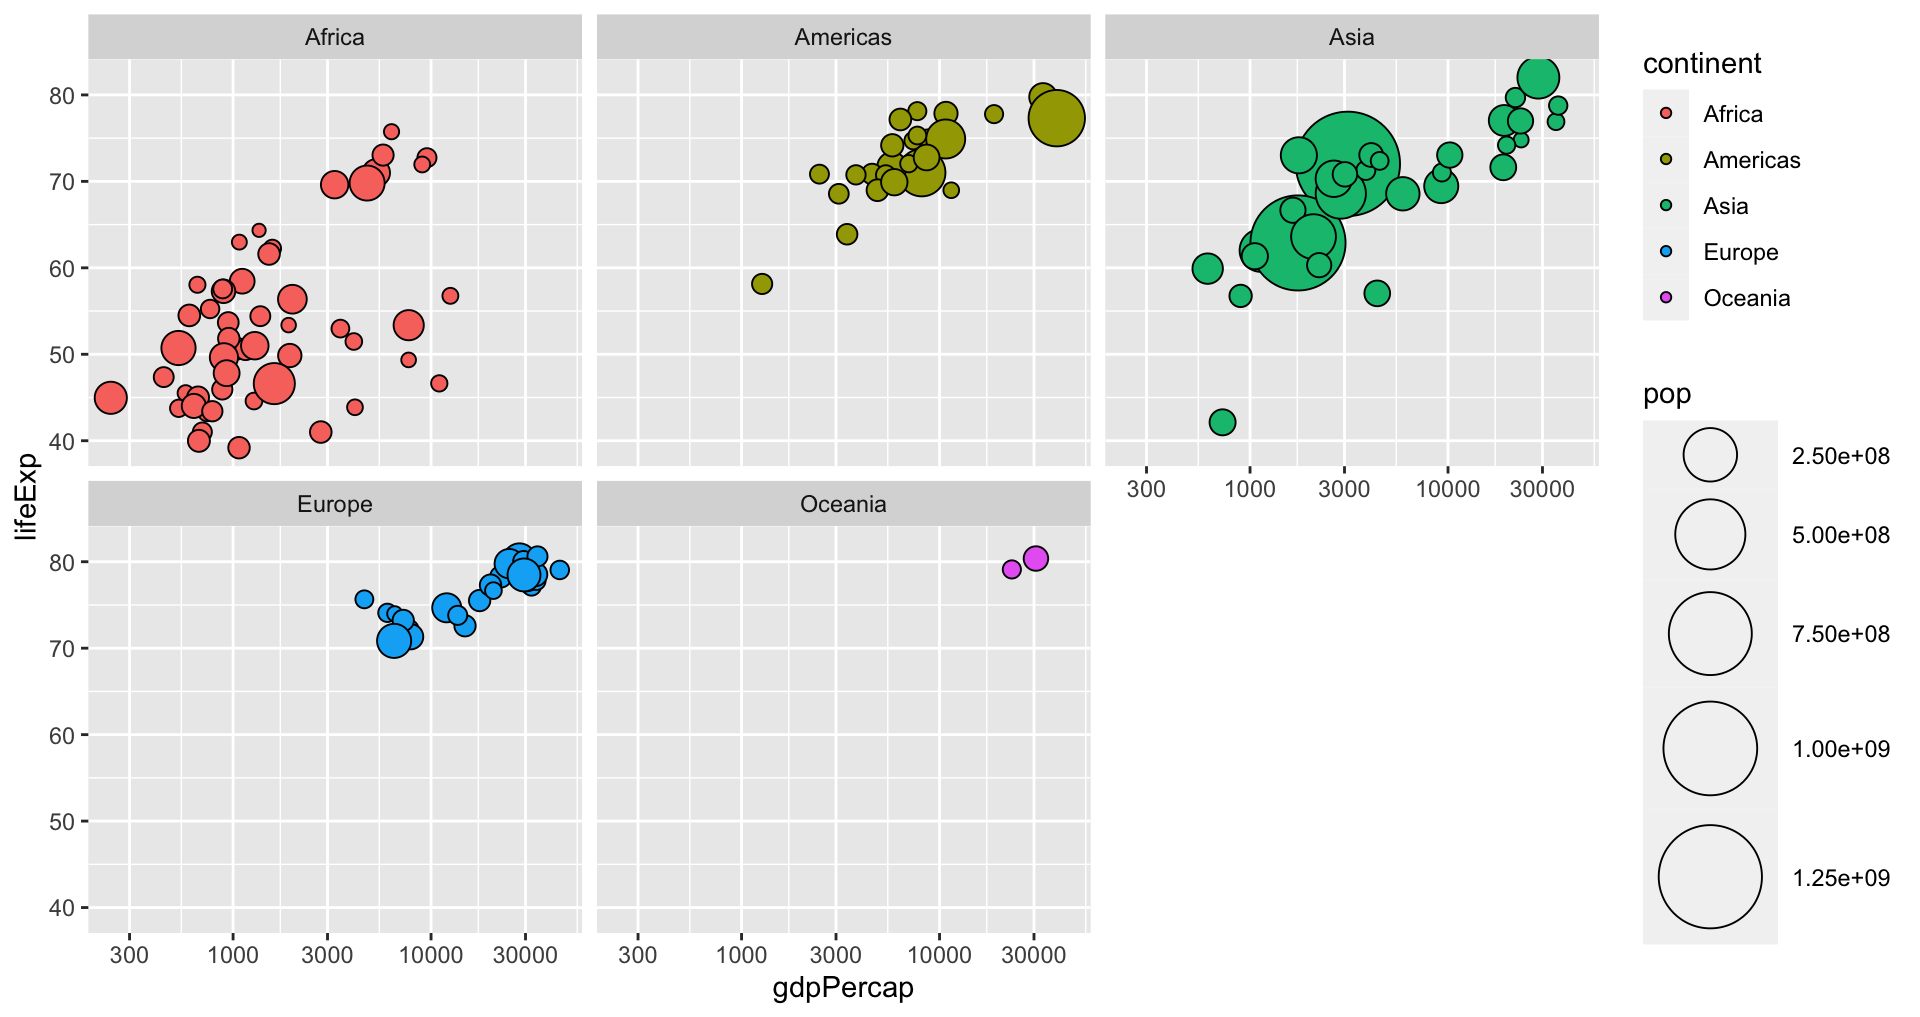 Africa
Americas
Asia
80
70
60
50
40
300 1000 3000 10000 30000
Europe
Oceania
80
70
60
50
40
300 1000 3000 10000 30000
300 1000 3000 10000 30000
gdpPercap
lifeExp
continent
Africa
Americas
Asia
Europe
Oceania
pop
2.50e+08
5.00e+08
7.50e+08
1.00e+09
1.25e+09